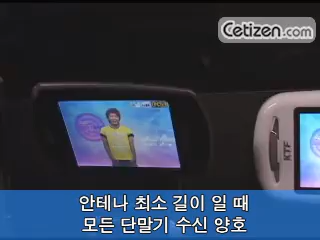 Cetizen.com
KTF
안테나 최소 길이 일 때
모든 단말기 수신 양호